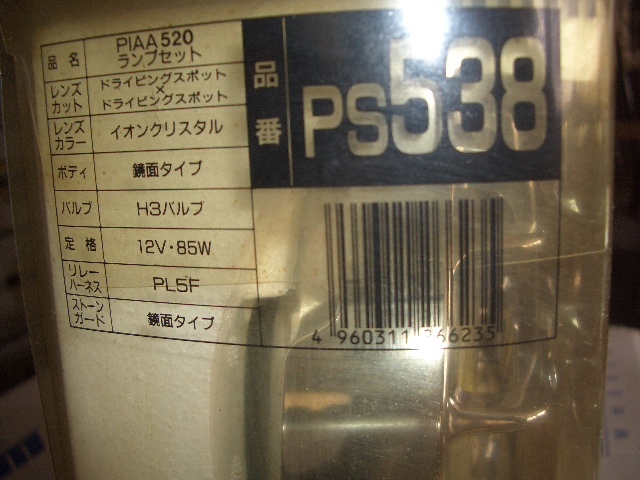 品名 PIAA520
ランプセット
レンズ
カット ドライビングスポット
×
ドライビングスポット
レンズ
カラー イオンクリスタル
ボディ 鏡面タイプ
バルブ H3バルブ
定格 12V・85W
リレー
ハーネス PL5F
ストーン
ガード 鏡面タイプ
品番 PS538
4 960311 266235